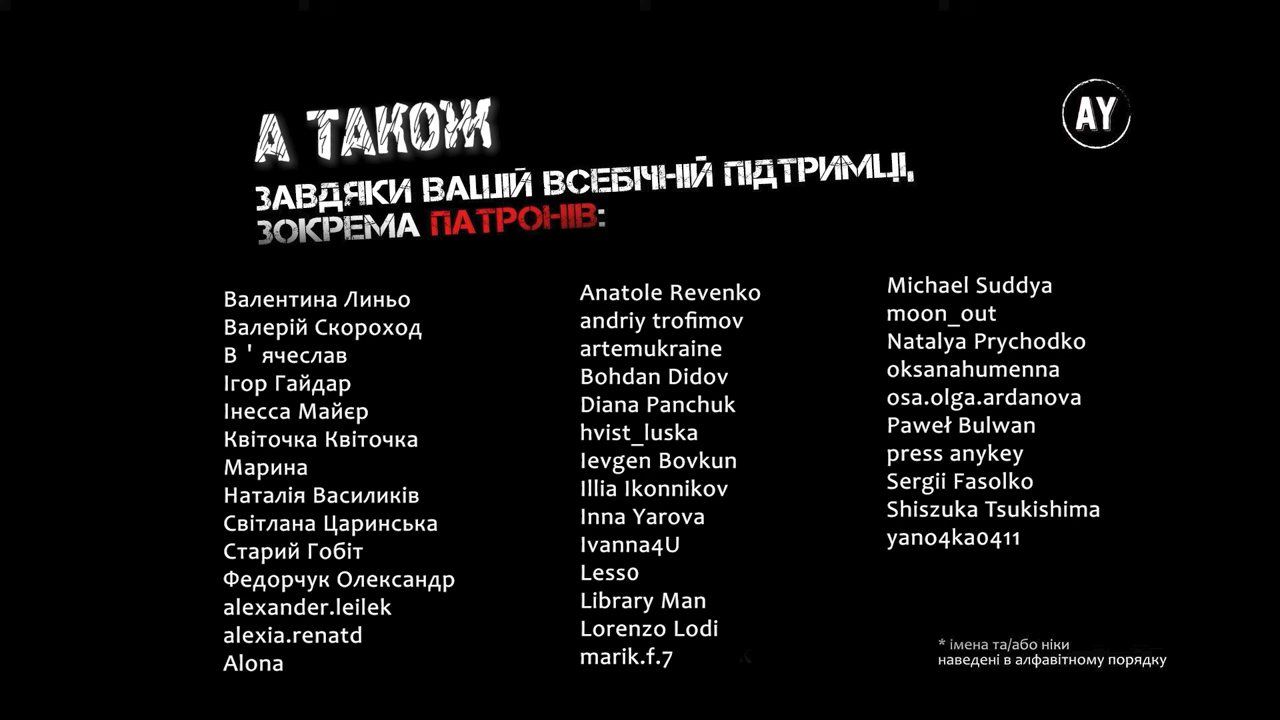 А ТАКОЖ
AY
ЗАВДЯКИ ВАШІЙ ВСЕБІЧНІЙ ПІДТРИМЦІ,
ЗОКРЕМА ПАТРОНІВ:
Валентина Линьо
Валерій Скороход
В ' ячеслав
Ігор Гайдар
Інесса Майєр
Квіточка Квіточка
Марина
Наталія Василиків
Світлана Царинська
Старий Гобіт
Федорчук Олександр
alexander.leilek
alexia.renatd
Alona
Anatole Revenko
andriy trofimov
artemukraine
Bohdan Didov
Diana Panchuk
hvist_luska
Ievgen Bovkun
Illia Ikonnikov
Inna Yarova
Ivanna4U
Less0
Library Man
Lorenzo Lodi
marik.f.7
Michael Suddya
moon_out
Natalya Prychodko
oksanahumenna
osa.olga.ardanova
Paweł Bulwan
press anykey
Sergii Fasolko
Shiszuka Tsukishima
yano4ka0411
* імена та/або ніки
наведені в алфавітному порядку